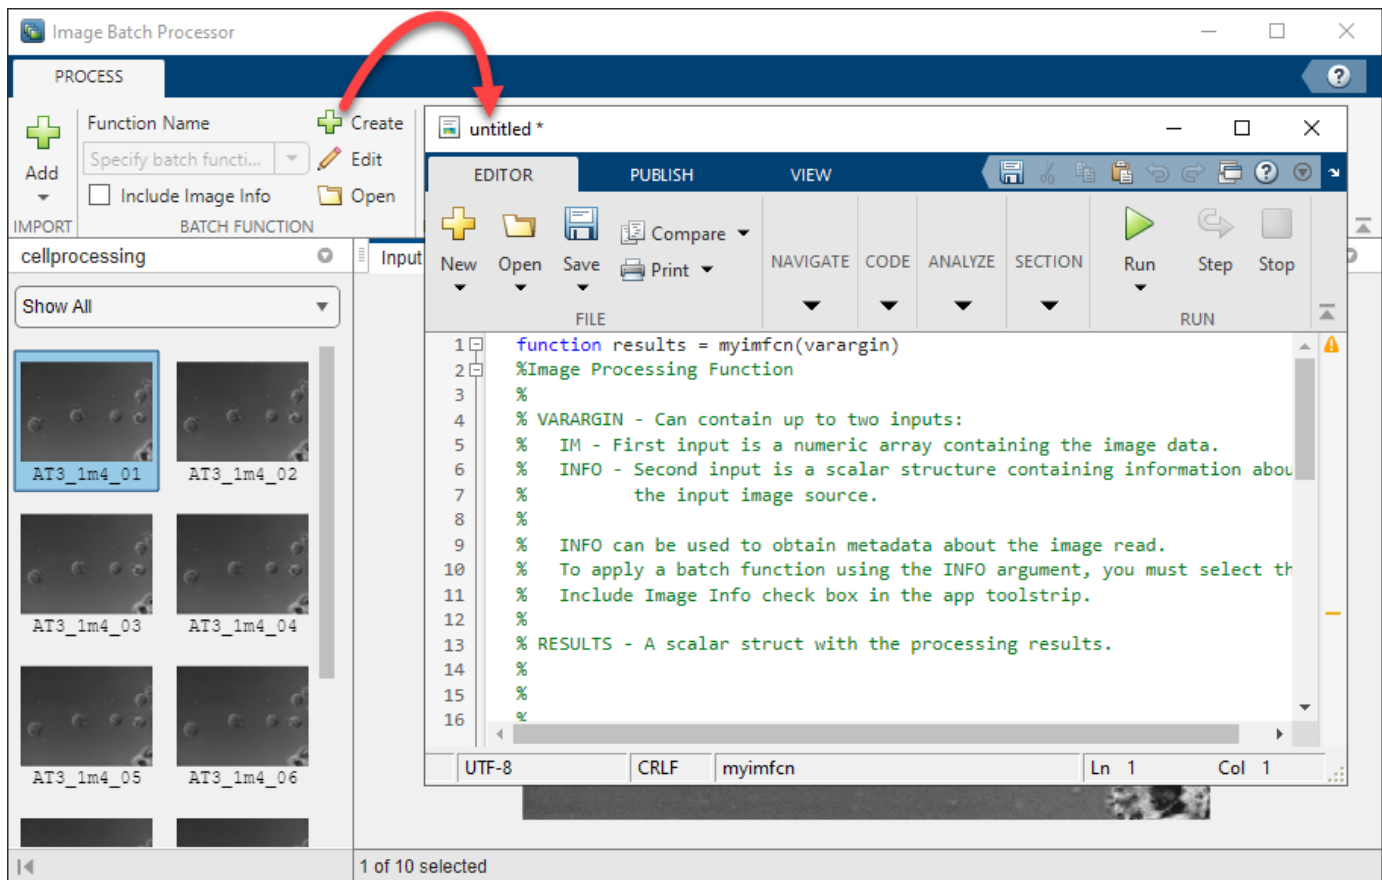 Image Batch Processor
PROCESS
Add
IMPORT
Function Name
Specify batch functi...
Include Image Info
Create
Edit
Open
BATCH FUNCTION
cellprocessing
Show All
AT3_1m4_01
AT3_1m4_02
AT3_1m4_03
AT3_1m4_04
AT3_1m4_05
AT3_1m4_06
Input
1 of 10 selected
untitled *
EDITOR PUBLISH VIEW
New
Open
Save
Compare
Print
FILE
NAVIGATE
CODE
ANALYZE
SECTION
Run
Step
Stop
RUN
1 function results = myimfcn(varargin)
2 %Image Processing Function
3 %
4 % VARARGIN - Can contain up to two inputs:
5 % IM - First input is a numeric array containing the image data.
6 % INFO - Second input is a scalar structure containing information abou
7 % the input image source.
8 %
9 % INFO can be used to obtain metadata about the image read.
10 % To apply a batch function using the INFO argument, you must select th
11 % Include Image Info check box in the app toolstrip.
12 %
13 % RESULTS - A scalar struct with the processing results.
14 %
15 %
16 %
UTF-8 CRLF myimfcn Ln 1 Col 1